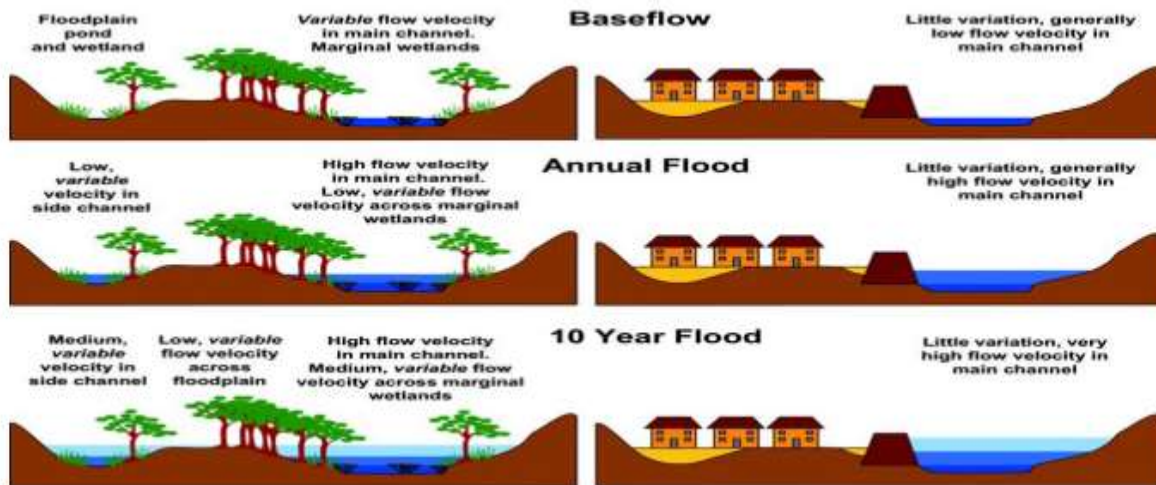 Baseflow
Floodplain
pond
and wetland
Variable flow velocity
in main channel.
Marginal wetlands
Little variation, generally
low flow velocity in
main channel
Annual Flood
Low,
variable
velocity in
side channel
High flow velocity
in main channel.
Low, variable flow
velocity across marginal
wetlands
Little variation, generally
high flow velocity in
main channel
10 Year Flood
Medium,
variable
velocity in
side channel
Low, variable
flow velocity
across
floodplain
High flow velocity
in main channel.
Medium, variable flow
velocity across marginal
wetlands
Little variation, very
high flow velocity in
main channel